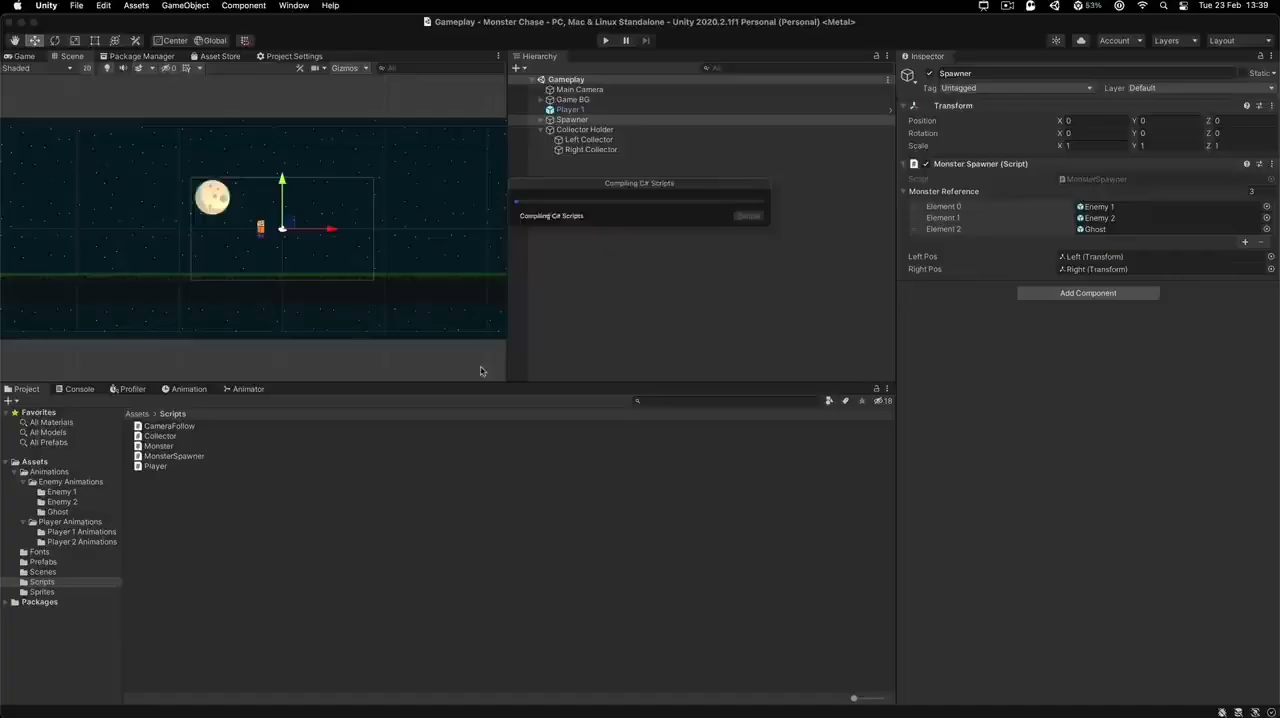 Unity File Edit Assets GameObject Component Window Help 53% Tue 23 Feb 13:39
Gameplay - Monster Chase - PC, Mac & Linux Standalone - Unity 2020.2.1f1 Personal (Personal) <Metal>
Center Global Account Layers Layout
Game Scene Package Manager Asset Store Project Settings
Shaded 2D 0 Gizmos All
Hierarchy
All
Gameplay
Main Camera
Game BG
Player 1
Spawner
Collector Holder
Left Collector
Right Collector
Compiling C# Scripts
Compiling C# Scripts
Inspector
Spawner Static
Tag Untagged Layer Default
Transform
Position X 0 Y 0 Z 0
Rotation X 0 Y 0 Z 0
Scale X 1 Y 1 Z 1
Monster Spawner (Script)
Script MonsterSpawner
Monster Reference 3
Element 0 Enemy 1
Element 1 Enemy 2
Element 2 Ghost
Left Pos Left (Transform)
Right Pos Right (Transform)
Add Component
Project Console Profiler Animation Animator
18
Favorites
All Materials
All Models
All Prefabs
Assets
Animations
Enemy Animations
Enemy 1
Enemy 2
Ghost
Player Animations
Player 1 Animations
Player 2 Animations
Fonts
Prefabs
Scenes
Scripts
Sprites
Packages
Assets > Scripts
CameraFollow
Collector
Monster
MonsterSpawner
Player